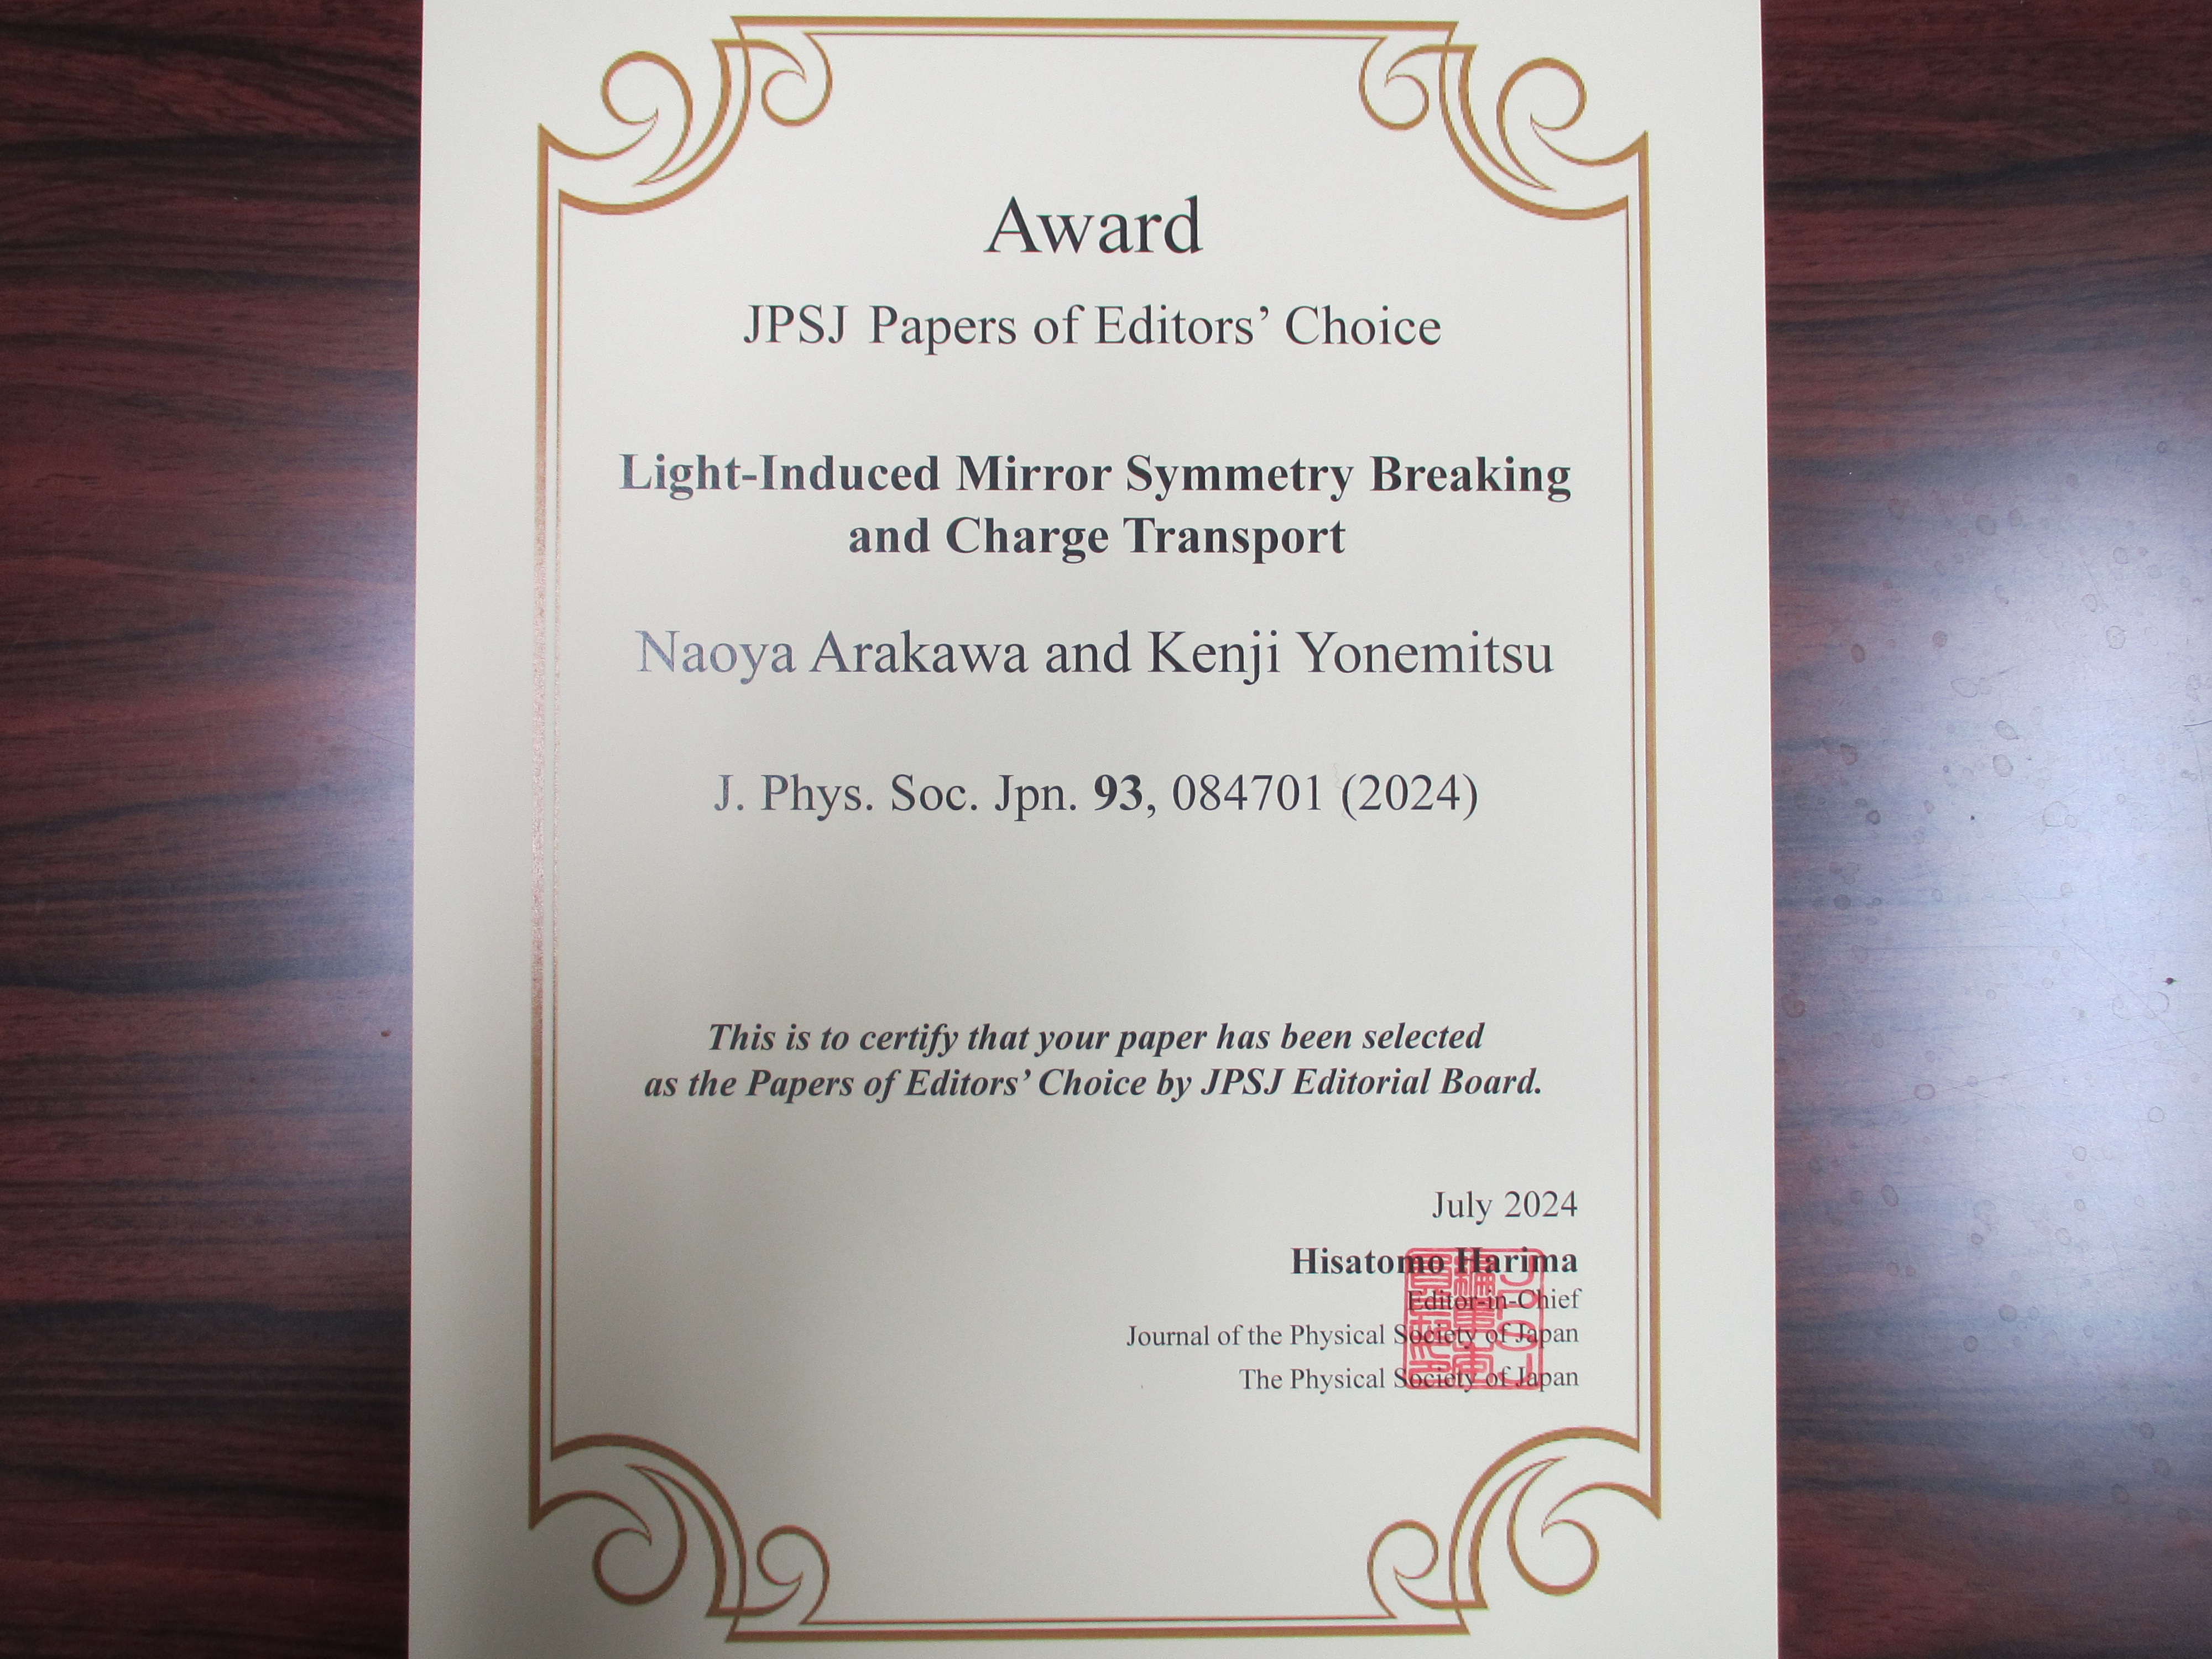 Award
JPSJ Papers of Editors’ Choice
Light-Induced Mirror Symmetry Breaking
and Charge Transport
Naoya Arakawa and Kenji Yonemitsu
J. Phys. Soc. Jpn. 93, 084701 (2024)
This is to certify that your paper has been selected
as the Papers of Editors’ Choice by JPSJ Editorial Board.
July 2024
Hisatomo Harima
Editor-in-Chief
Journal of the Physical Society of Japan
The Physical Society of Japan